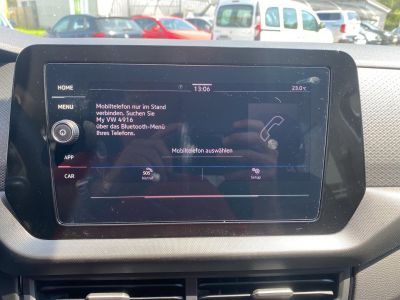 13:06
23.0°C
HOME
MENU
APP
CAR
Mobiltelefon nur im Stand
verbinden. Suchen Sie
My VW 4916
über das Bluetooth-Menü
Ihres Telefons.
Mobiltelefon auswählen
SOS
Notruf
Setup